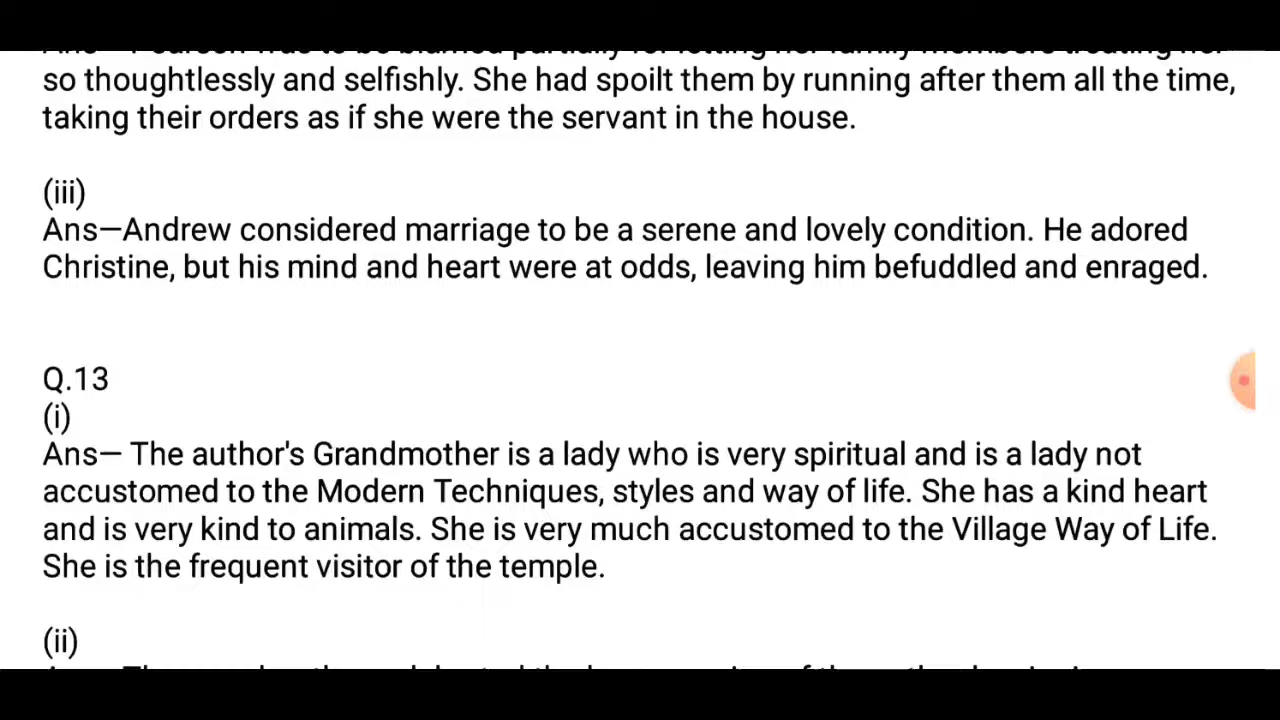 so thoughtlessly and selfishly. She had spoilt them by running after them all the time,
taking their orders as if she were the servant in the house.
(iii)
Ans—Andrew considered marriage to be a serene and lovely condition. He adored
Christine, but his mind and heart were at odds, leaving him befuddled and enraged.
Q.13
(i)
Ans— The author's Grandmother is a lady who is very spiritual and is a lady not
accustomed to the Modern Techniques, styles and way of life. She has a kind heart
and is very kind to animals. She is very much accustomed to the Village Way of Life.
She is the frequent visitor of the temple.
(ii)